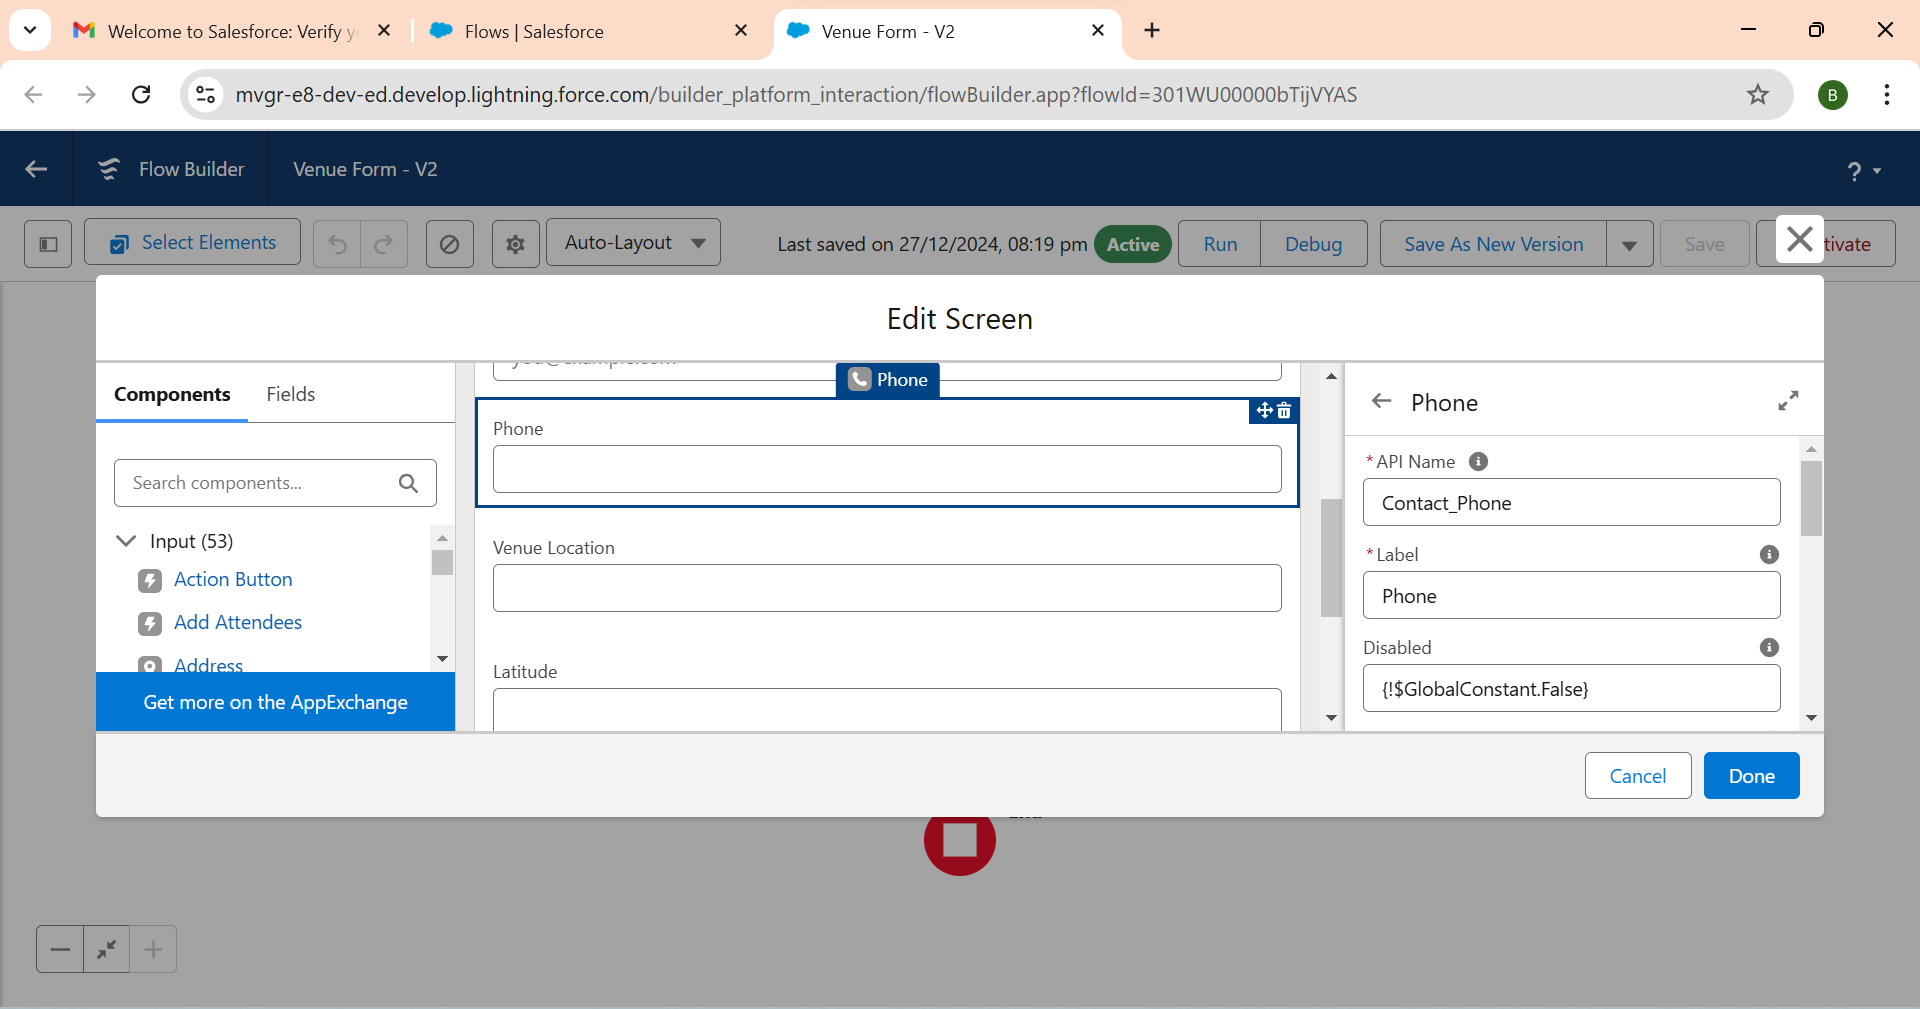 Welcome to Salesforce: Verify y
Flows | Salesforce
Venue Form - V2
mvgr-e8-dev-ed.develop.lightning.force.com/builder_platform_interaction/flowBuilder.app?flowId=301WU00000bTijVYAS
B
Flow Builder
Venue Form - V2
?
Select Elements
Auto-Layout
Last saved on 27/12/2024, 08:19 pm
Active
Run
Debug
Save As New Version
Save
tivate
Edit Screen
Components
Fields
Search components...
Input (53)
Action Button
Add Attendees
Address
Get more on the AppExchange
Phone
Phone
Venue Location
Latitude
Phone
*API Name
Contact_Phone
*Label
Phone
Disabled
{!$GlobalConstant.False}
Cancel
Done